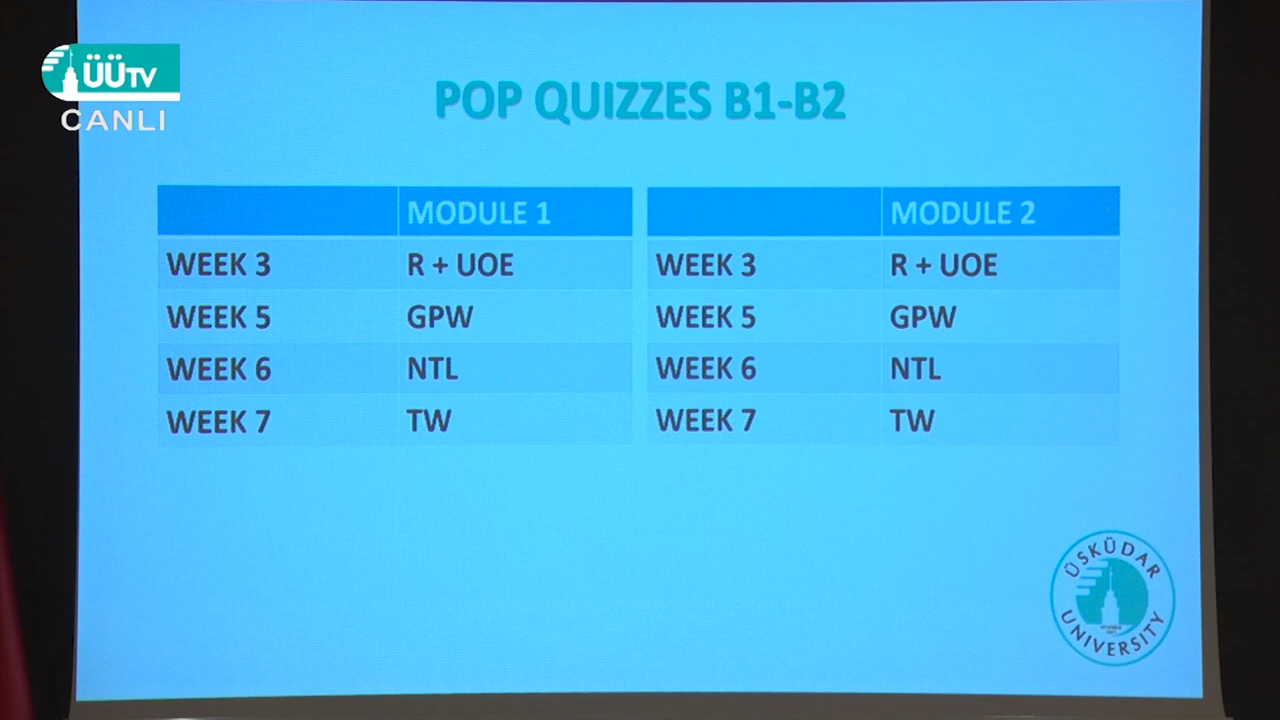 ÜÜTV
CANLI
POP QUIZZES B1-B2
MODULE 1 MODULE 2
WEEK 3 R + UOE WEEK 3 R + UOE
WEEK 5 GPW WEEK 5 GPW
WEEK 6 NTL WEEK 6 NTL
WEEK 7 TW WEEK 7 TW
ÜSKÜDAR
UNIVERSITY